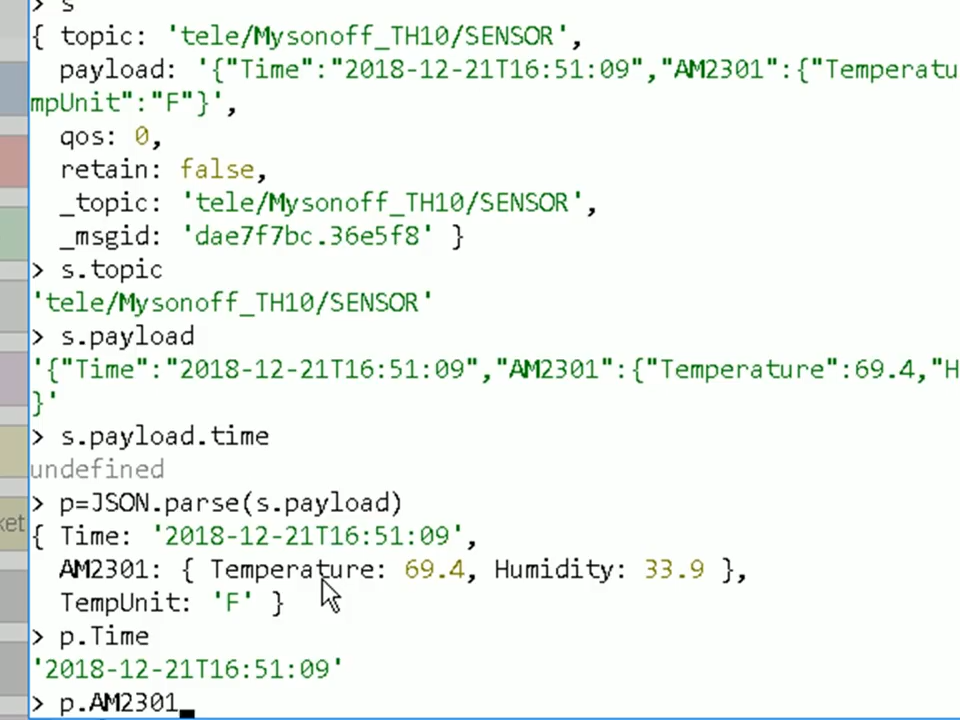 > s
{ topic: 'tele/Mysonoff_TH10/SENSOR',
payload: '{"Time":"2018-12-21T16:51:09","AM2301":{"Temperatu
mpUnit":"F"}',
qos: 0,
retain: false,
_topic: 'tele/Mysonoff_TH10/SENSOR',
_msgid: 'dae7f7bc.36e5f8' }
> s.topic
'tele/Mysonoff_TH10/SENSOR'
> s.payload
'{"Time":"2018-12-21T16:51:09","AM2301":{"Temperature":69.4,"H
}'
> s.payload.time
undefined
> p=JSON.parse(s.payload)
{ Time: '2018-12-21T16:51:09',
ket
AM2301: { Temperature: 69.4, Humidity: 33.9 },
TempUnit: 'F' }
> p.Time
'2018-12-21T16:51:09'
> p.AM2301